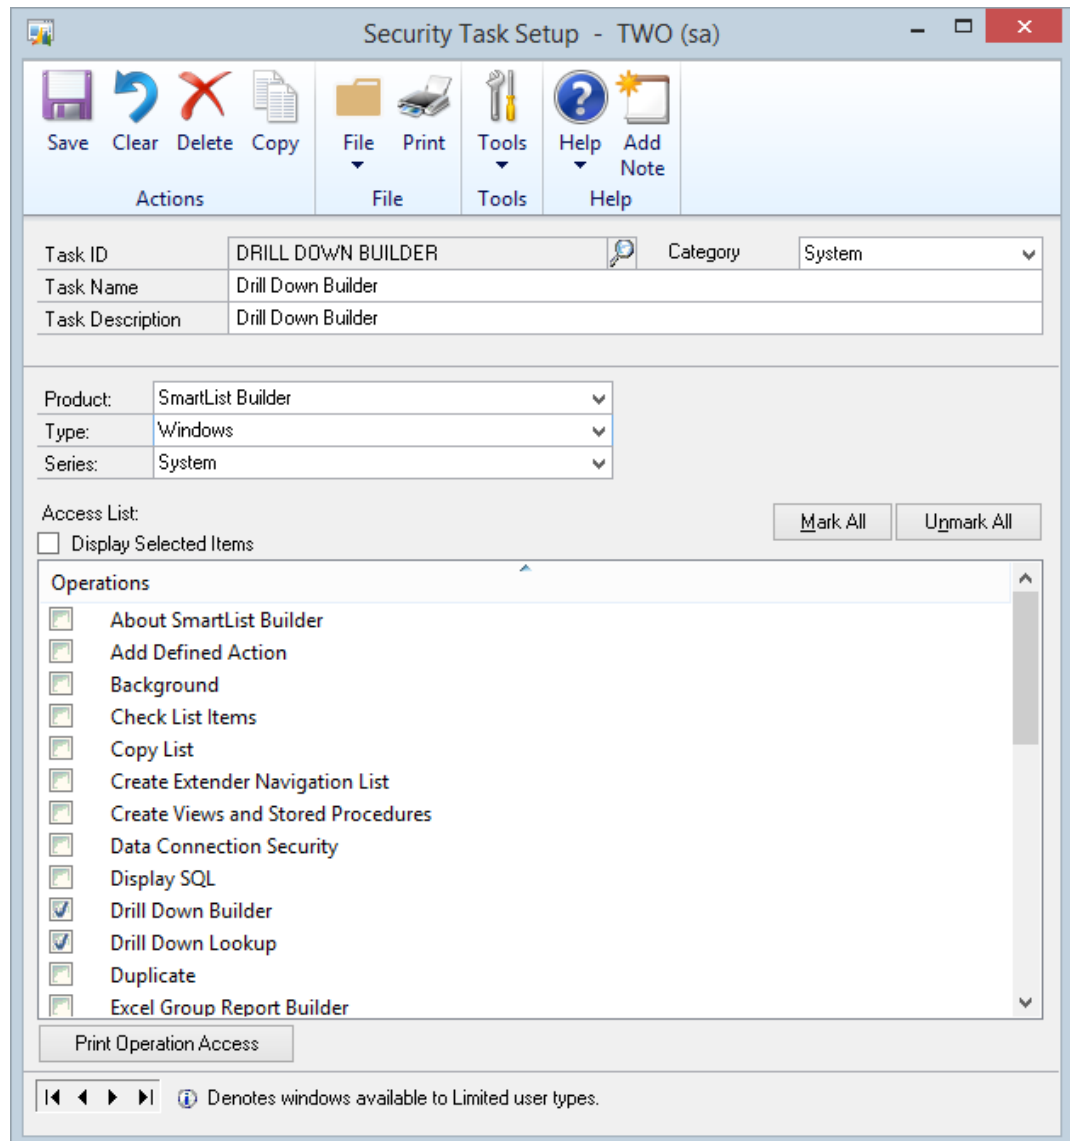 Security Task Setup - TWO (sa)
Save Clear Delete Copy File Print Tools Help Add Note
Actions File Tools Help
Task ID DRILL DOWN BUILDER Category System
Task Name Drill Down Builder
Task Description Drill Down Builder
Product: SmartList Builder
Type: Windows
Series: System
Access List:
Mark All Unmark All
Display Selected Items
Operations
About SmartList Builder
Add Defined Action
Background
Check List Items
Copy List
Create Extender Navigation List
Create Views and Stored Procedures
Data Connection Security
Display SQL
Drill Down Builder
Drill Down Lookup
Duplicate
Excel Group Report Builder
Print Operation Access
Denotes windows available to Limited user types.